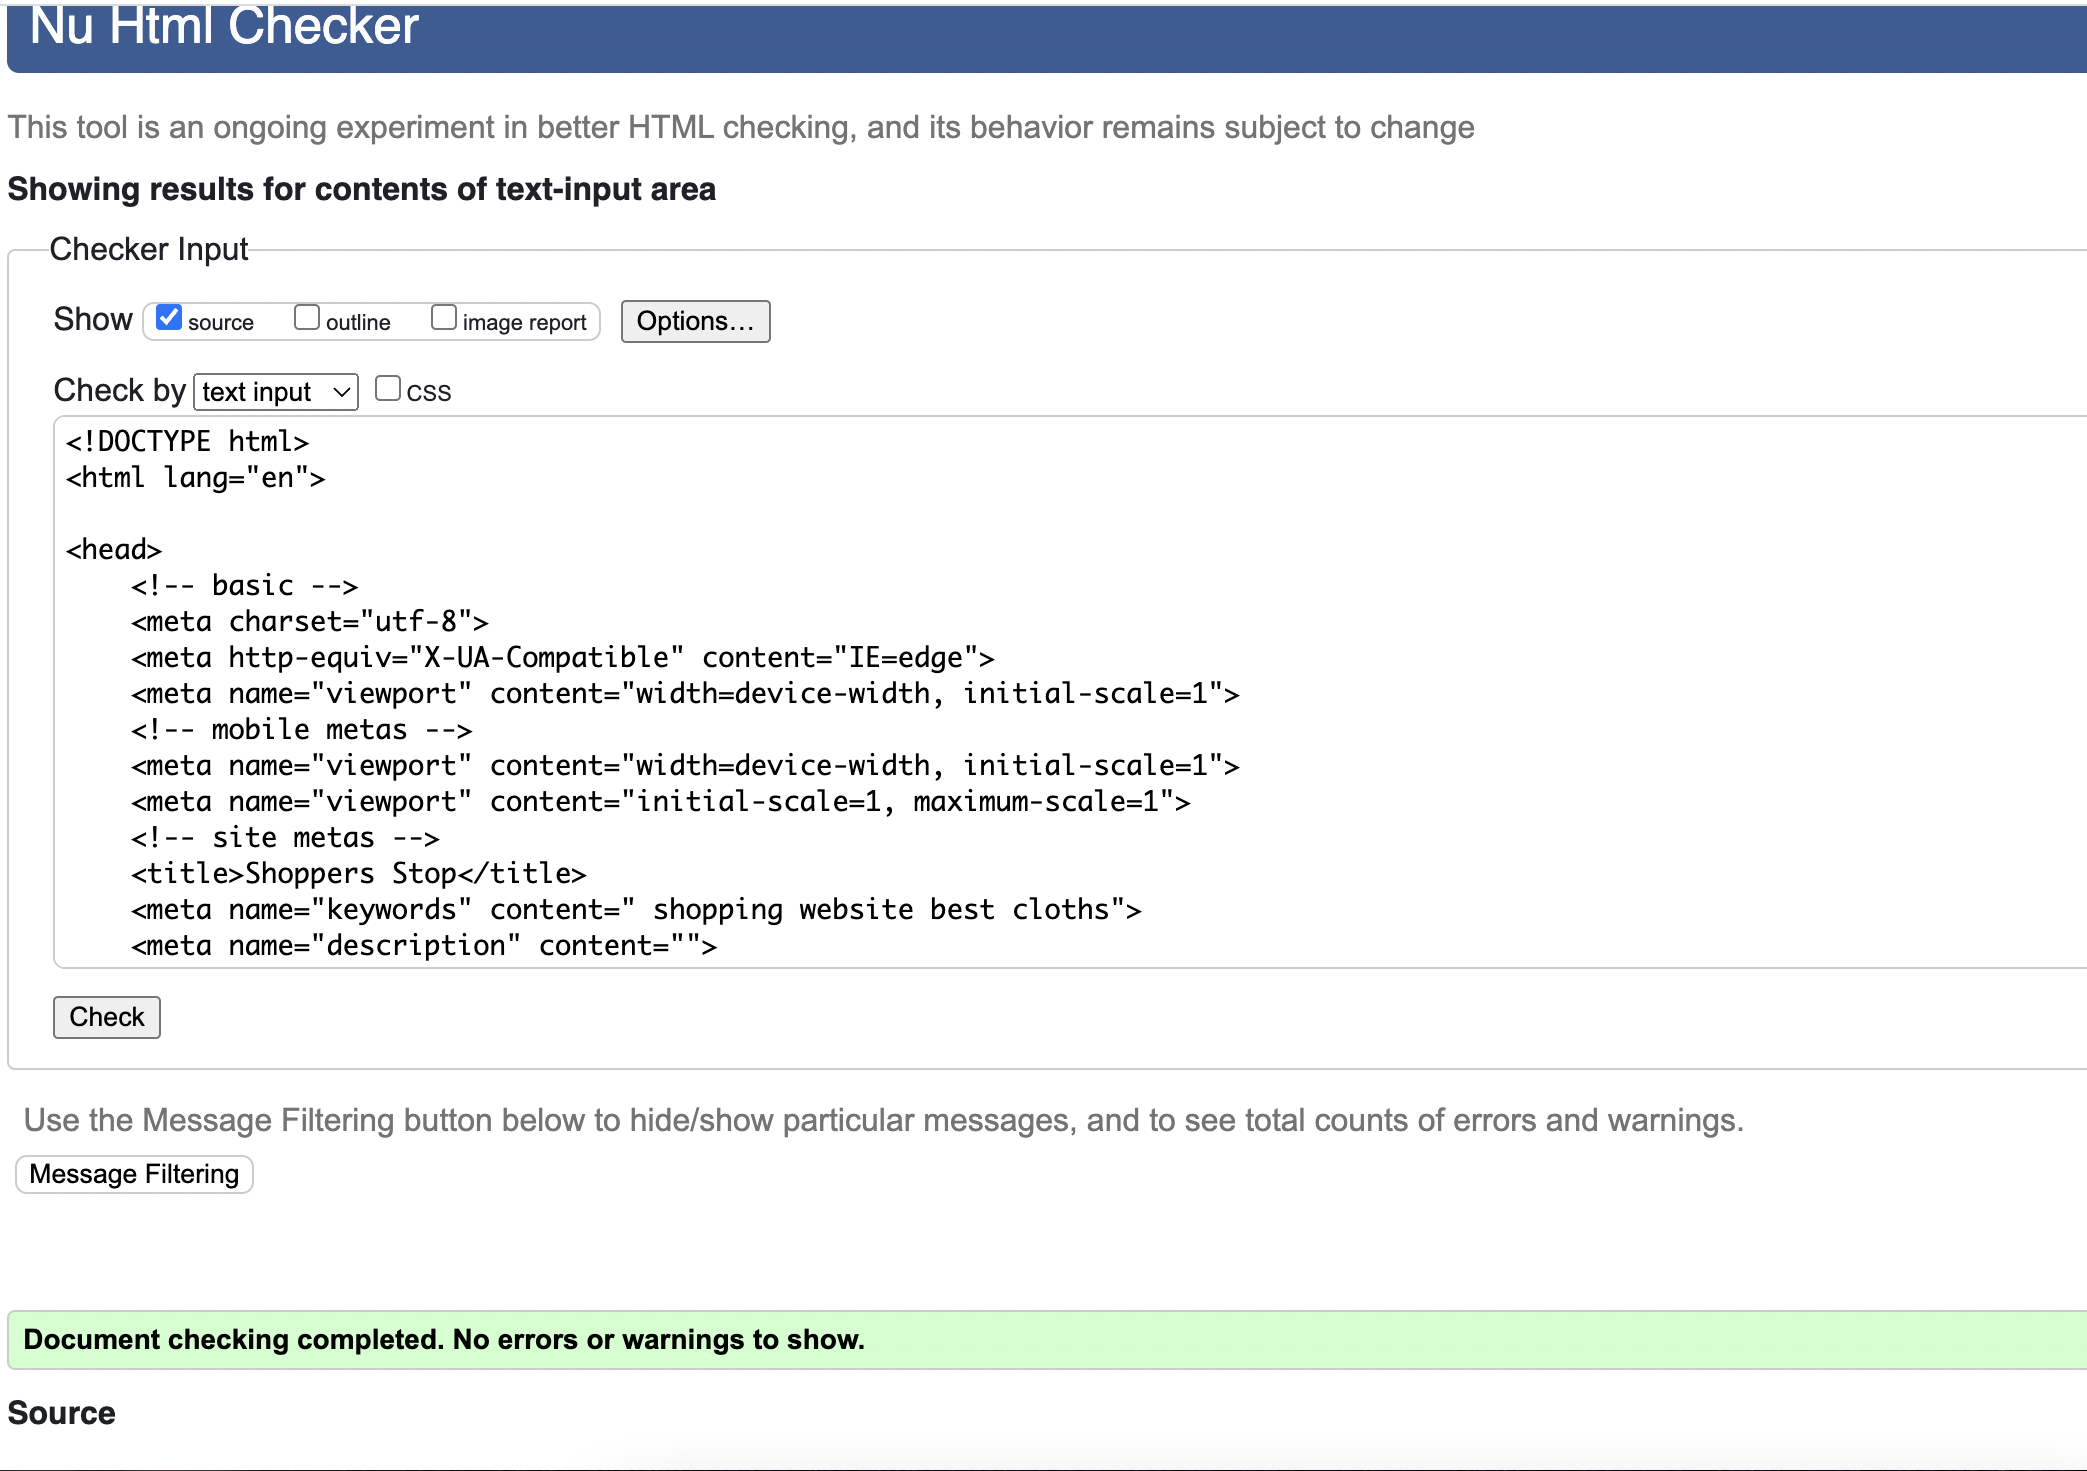 Nu Html Checker
This tool is an ongoing experiment in better HTML checking, and its behavior remains subject to change
Showing results for contents of text-input area
Checker Input
Show source outline image report Options...
Check by text input CSS
<!DOCTYPE html>
<html lang="en">
<head>
<!-- basic -->
<meta charset="utf-8">
<meta http-equiv="X-UA-Compatible" content="IE=edge">
<meta name="viewport" content="width=device-width, initial-scale=1">
<!-- mobile metas -->
<meta name="viewport" content="width=device-width, initial-scale=1">
<meta name="viewport" content="initial-scale=1, maximum-scale=1">
<!-- site metas -->
<title>Shoppers Stop</title>
<meta name="keywords" content=" shopping website best cloths">
<meta name="description" content="">
Check
Use the Message Filtering button below to hide/show particular messages, and to see total counts of errors and warnings.
Message Filtering
Document checking completed. No errors or warnings to show.
Source